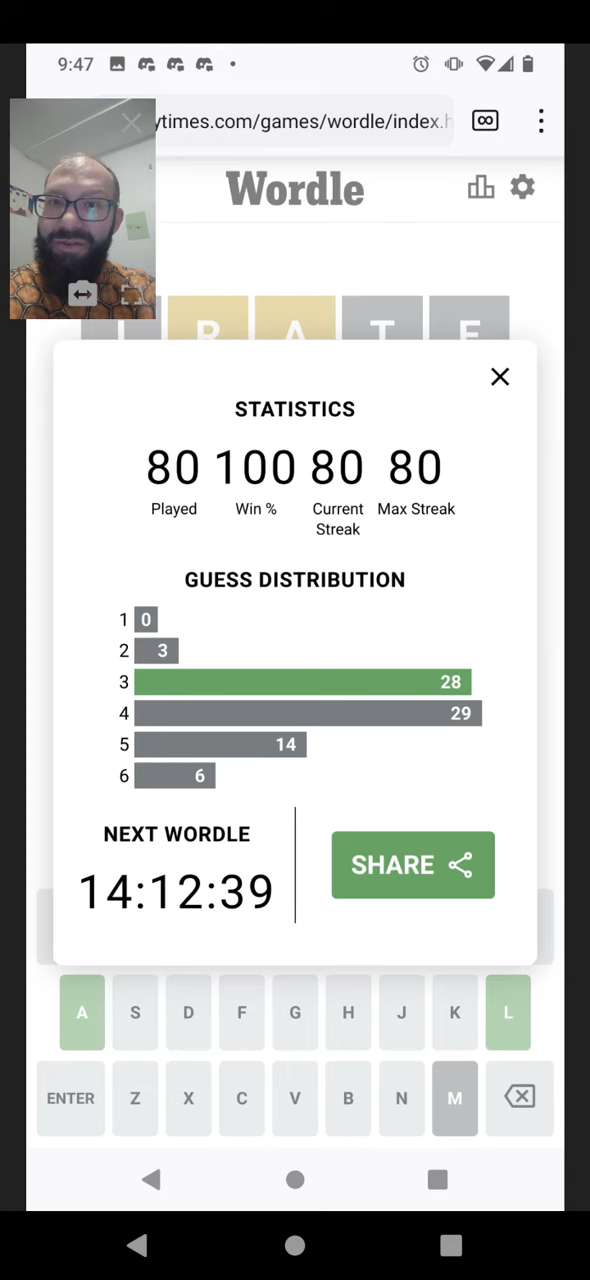 9:47
ytimes.com/games/wordle/index.h
Wordle
R A T E
×
STATISTICS
80 100 80 80
Played Win % Current Streak Max Streak
GUESS DISTRIBUTION
1 0
2 3
3 28
4 29
5 14
6 6
NEXT WORDLE
14:12:39
SHARE
A S D F G H J K L
ENTER Z X C V B N M